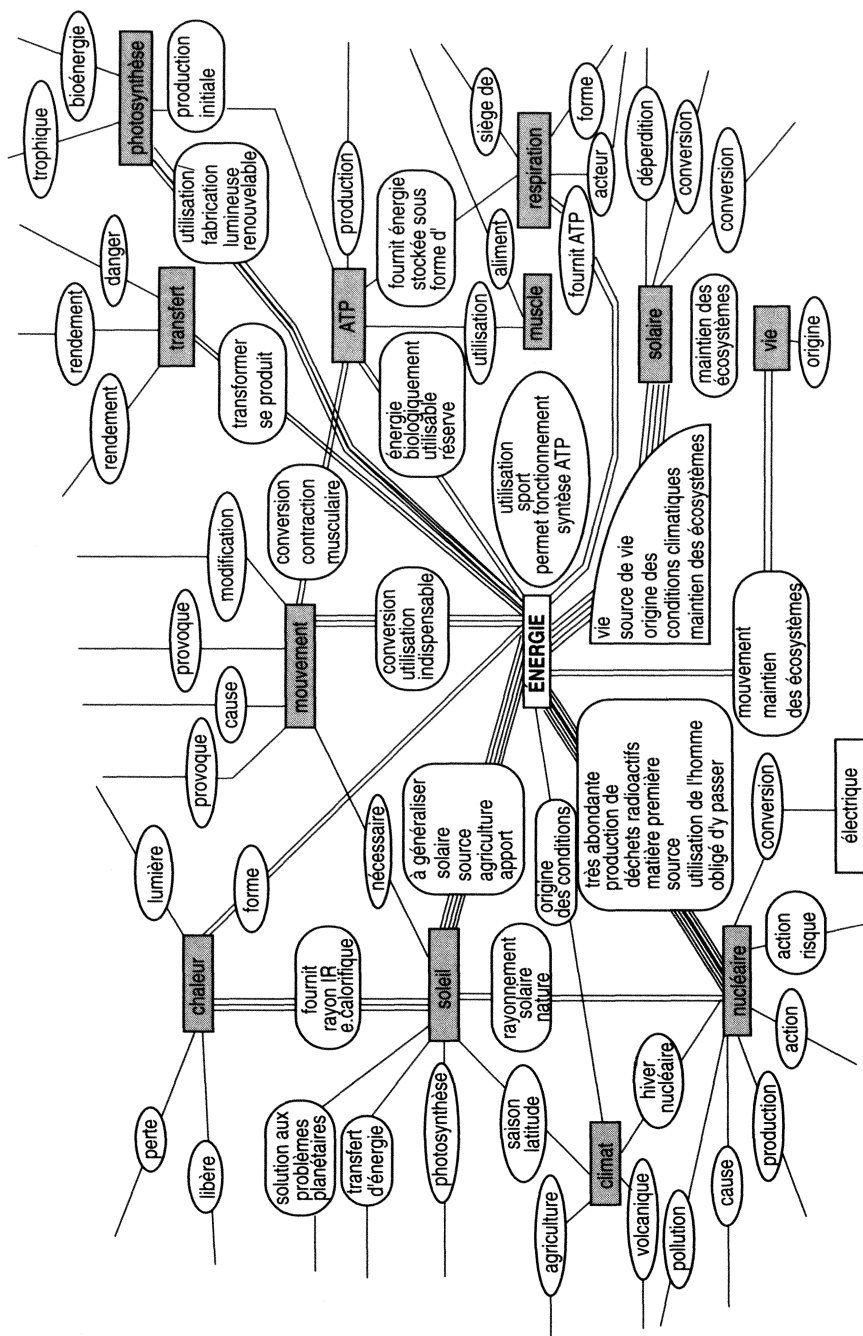 trophique
bioénergie
photosynthèse
production
initiale
utilisation/
fabrication
lumineuse
renouvelable
danger
rendement
rendement
transfert
transformer
se produit
modification
provoque
cause
provoque
mouvement
conversion
contraction
musculaire
conversion
utilisation
indispensable
nécessaire
lumière
forme
chaleur
perte
libère
fournit
rayon IR
e.calorifique
solution aux
problèmes
planétaires
transfert
d'énergie
photosynthèse
soleil
à généraliser
solaire
source
agriculture
apport
rayonnement
solaire
nature
saison
latitude
production
ATP
fournit énergie
stockée sous
forme d'
énergie
biologiquement
utilisable
réserve
utilisation
aliment
muscle
siège de
respiration
forme
acteur
fournit ATP
utilisation
sport
permet fonctionnement
syntèse ATP
ÉNERGIE
origine
des conditions
agriculture
climat
volcanique
hiver
nucléaire
déperdition
conversion
conversion
solaire
maintien des
écosystèmes
vie
source de vie
origine des
conditions climatiques
maintien des écosystèmes
vie
origine
mouvement
maintien
des écosystèmes
très abondante
production de
déchets radioactifs
matière première
source
utilisation de l'homme
obligé d'y passer
nucléaire
pollution
cause
production
action
action
risque
conversion
électrique